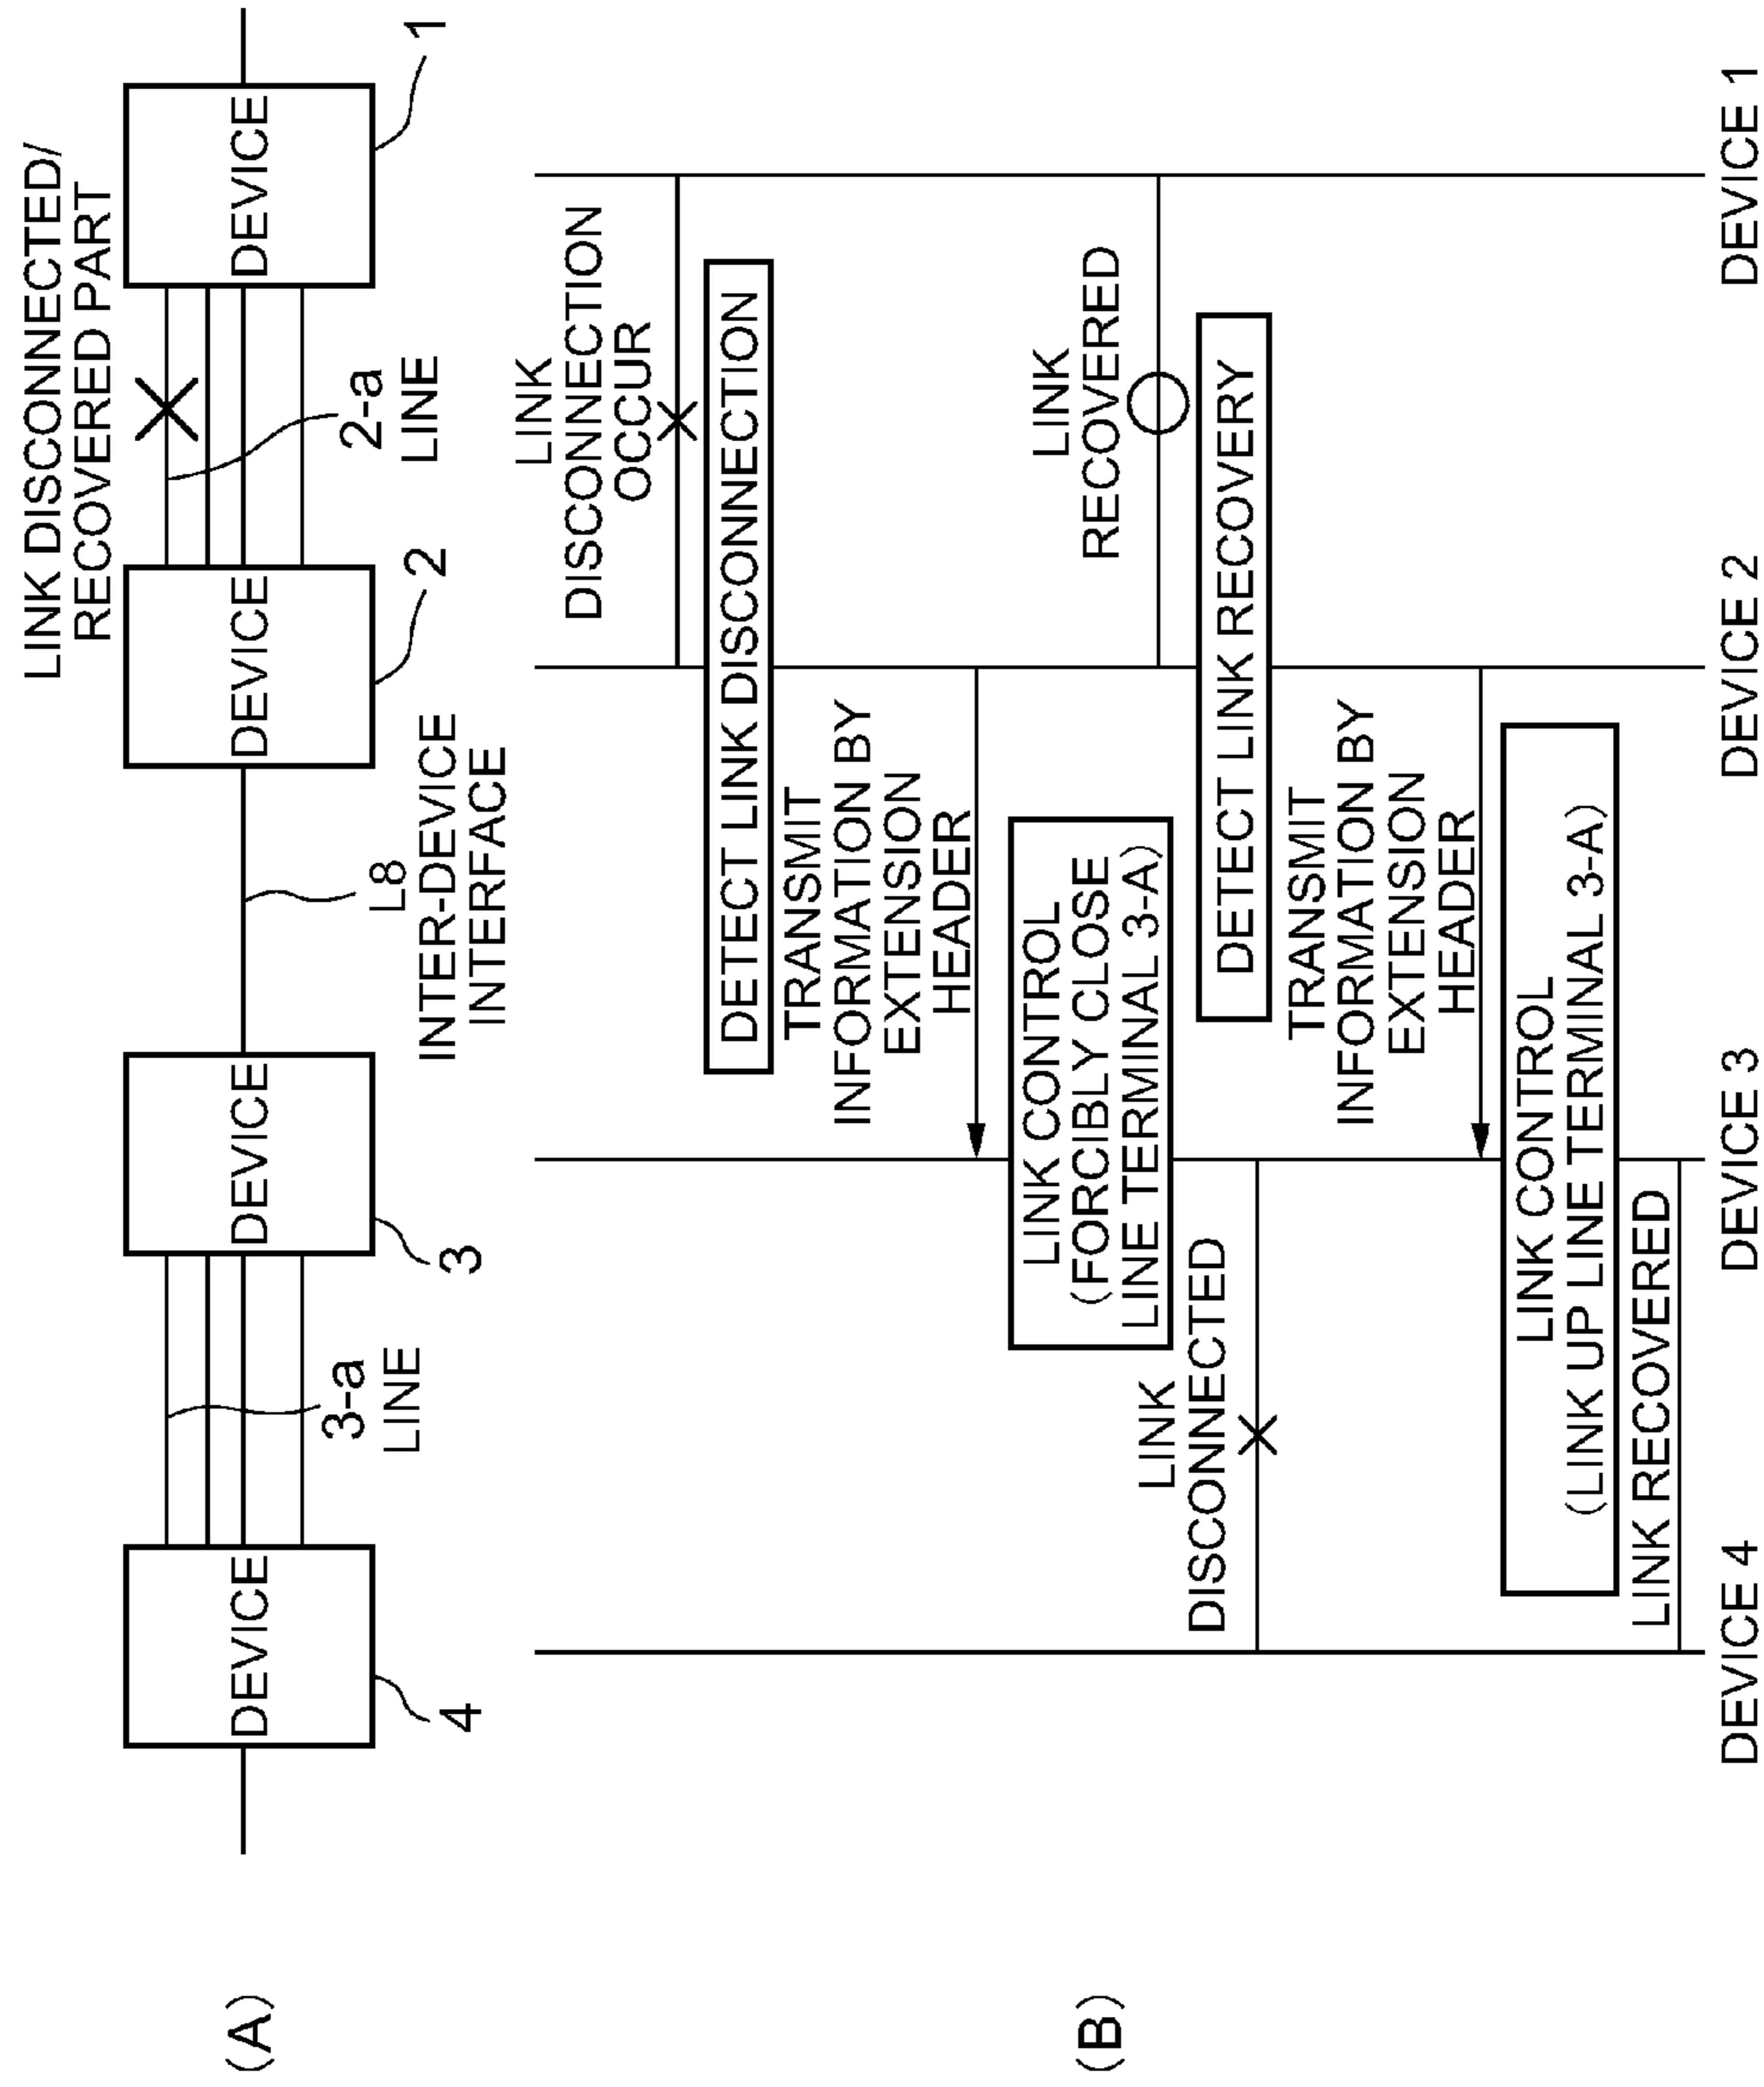 (A)
LINK DISCONNECTED/
RECOVERED PART
DEVICE
DEVICE
DEVICE
DEVICE
4
3-a
LINE
3
L8
INTER-DEVICE
INTERFACE
2
2-a
LINE
1
(B)
LINK
DISCONNECTION
OCCUR
DETECT LINK DISCONNECTION
TRANSMIT
INFORMATION BY
EXTENSION
HEADER
LINK CONTROL
(FORCIBLY CLOSE
LINE TERMINAL 3-A)
LINK
RECOVERED
LINK
DISCONNECTED
DETECT LINK RECOVERY
TRANSMIT
INFORMATION BY
EXTENSION
HEADER
LINK CONTROL
(LINK UP LINE TERMINAL 3-A)
LINK RECOVERED
DEVICE 4
DEVICE 3
DEVICE 2
DEVICE 1